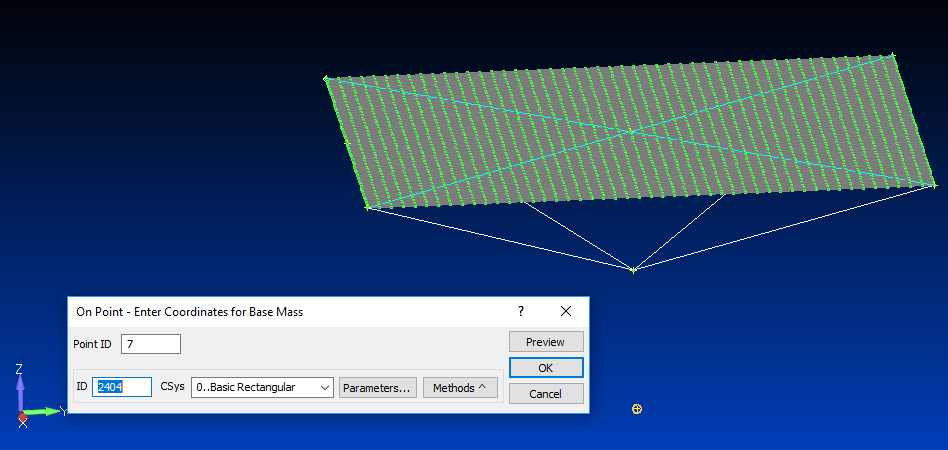 On Point - Enter Coordinates for Base Mass ? X
Point ID 7 Preview
OK
ID 2404 CSys 0..Basic Rectangular Parameters... Methods ^
Cancel
Z
Y
X